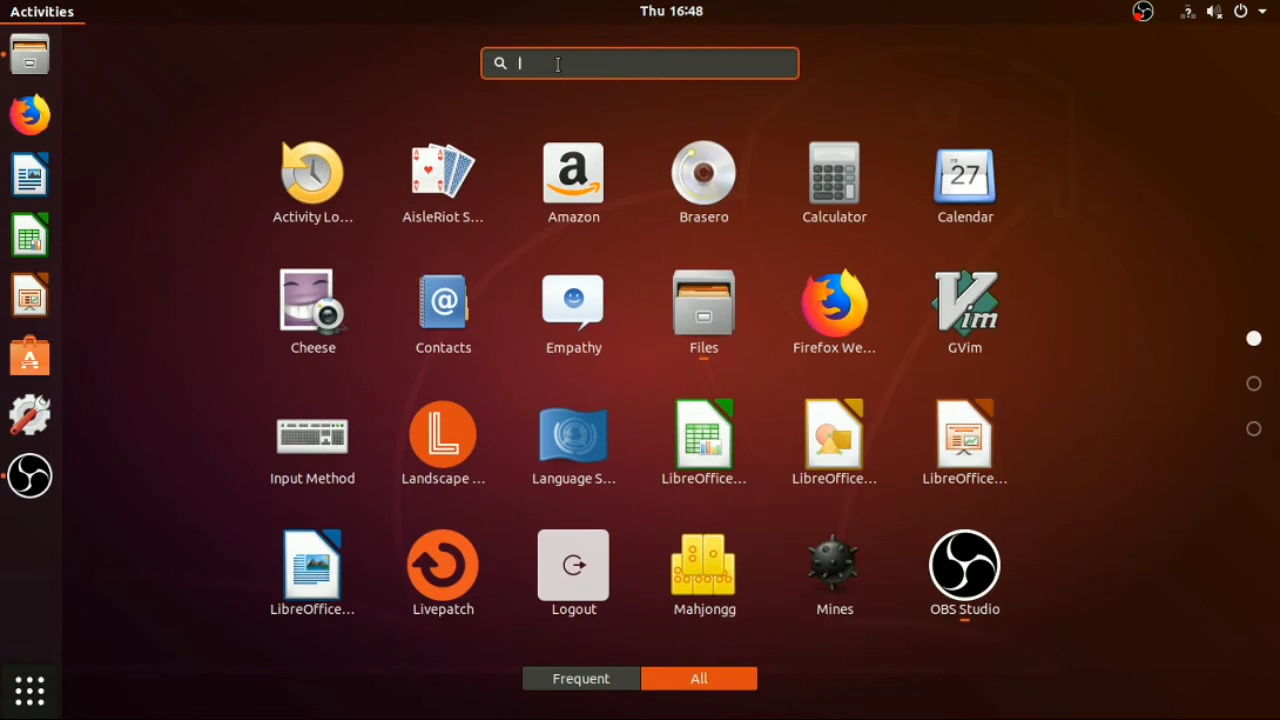 Activities
Thu 16:48
Activity Lo...
AisleRiot S...
Amazon
Brasero
Calculator
Calendar
Cheese
Contacts
Empathy
Files
Firefox We...
GVim
Input Method
Landscape ...
Language S...
LibreOffice...
LibreOffice...
LibreOffice...
LibreOffice...
Livepatch
Logout
Mahjongg
Mines
OBS Studio
Frequent
All